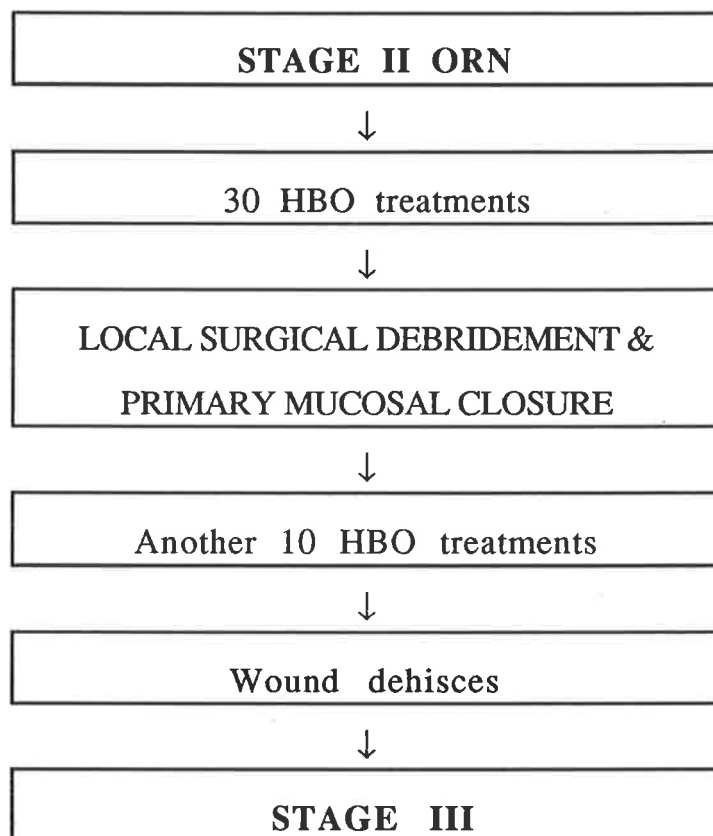 STAGE II ORN
↓
30 HBO treatments
↓
LOCAL SURGICAL DEBRIDEMENT &
PRIMARY MUCOSAL CLOSURE
↓
Another 10 HBO treatments
↓
Wound dehisces
↓
STAGE III